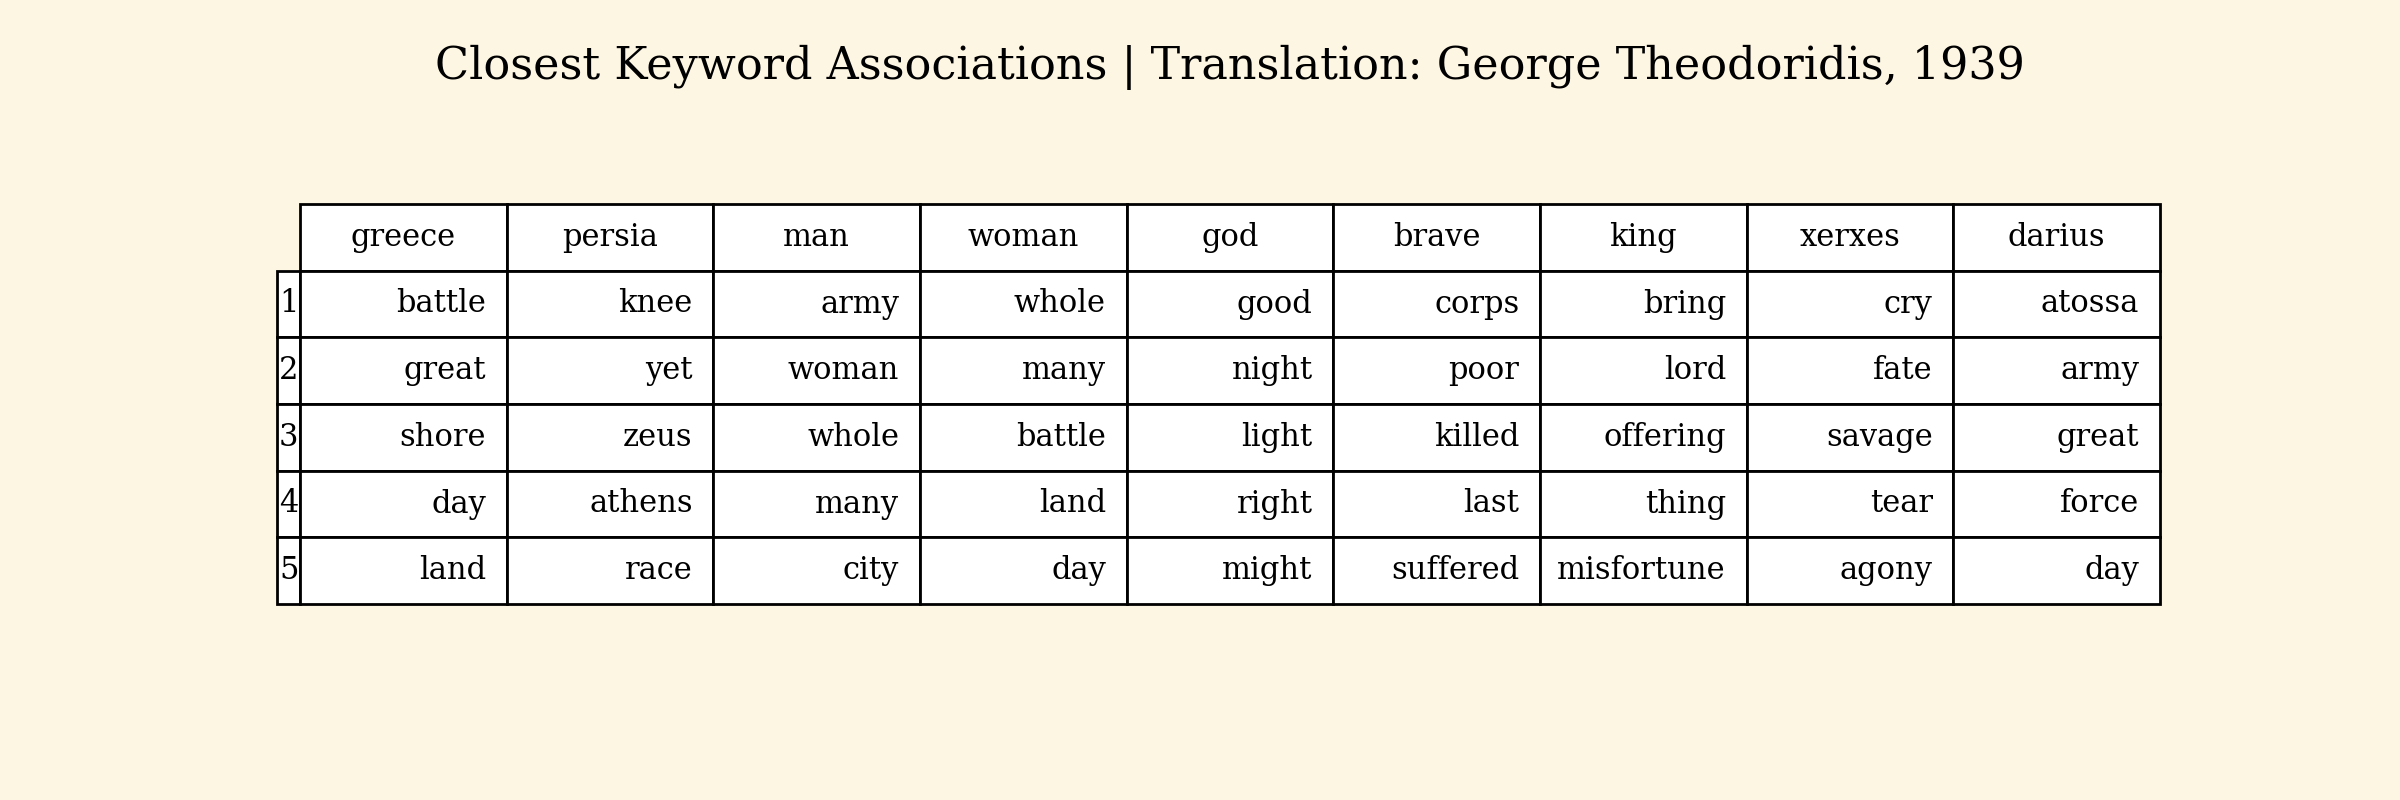 Closest Keyword Associations | Translation: George Theodoridis, 1939
greece persia man woman god brave king xerxes darius
1 battle knee army whole good corps bring cry atossa
2 great yet woman many night poor lord fate army
3 shore zeus whole battle light killed offering savage great
4 day athens many land right last thing tear force
5 land race city day might suffered misfortune agony day